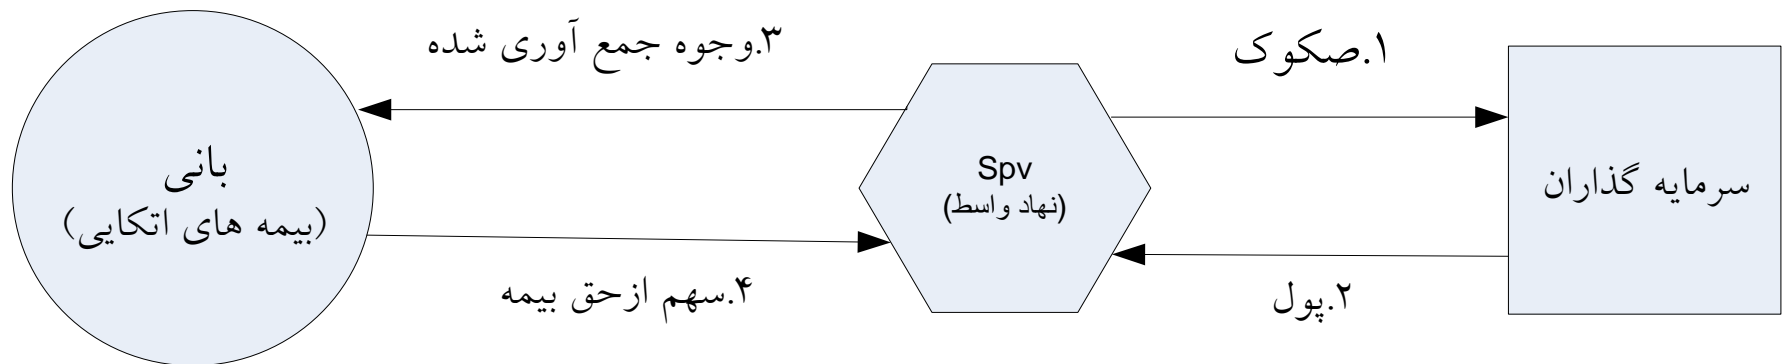 ۱.صکوک
۳.وجوه جمع آوری شده
سرمایه گذاران
Spv
(نهاد واسط)
بانی
(بیمه های اتکایی)
۲.پول
۴.سهم ازحق بیمه